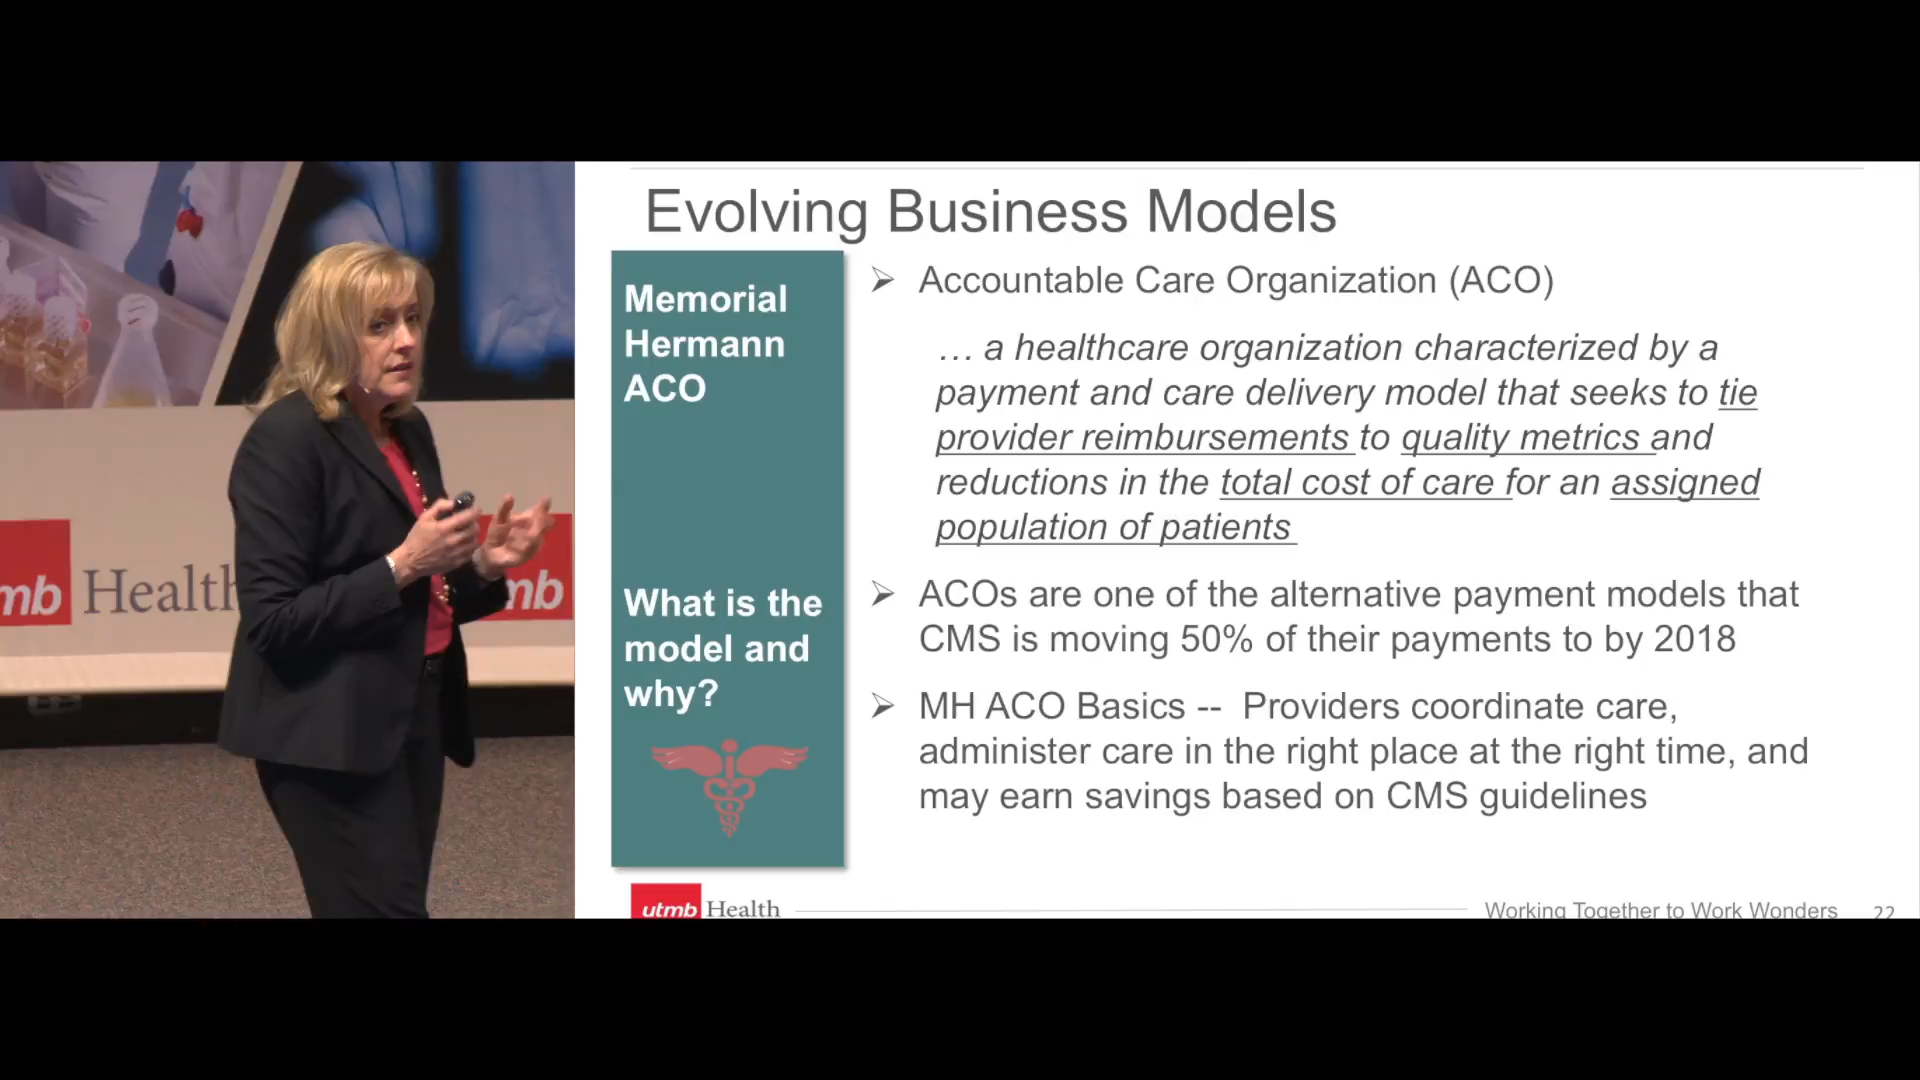 Evolving Business Models
Memorial
Hermann
ACO
What is the
model and
why?
Accountable Care Organization (ACO)
… a healthcare organization characterized by a
payment and care delivery model that seeks to tie
provider reimbursements to quality metrics and
reductions in the total cost of care for an assigned
population of patients
ACOs are one of the alternative payment models that
CMS is moving 50% of their payments to by 2018
MH ACO Basics -- Providers coordinate care,
administer care in the right place at the right time, and
may earn savings based on CMS guidelines
utmb Health
Working Together to Work Wonders 22
mb Health
mb